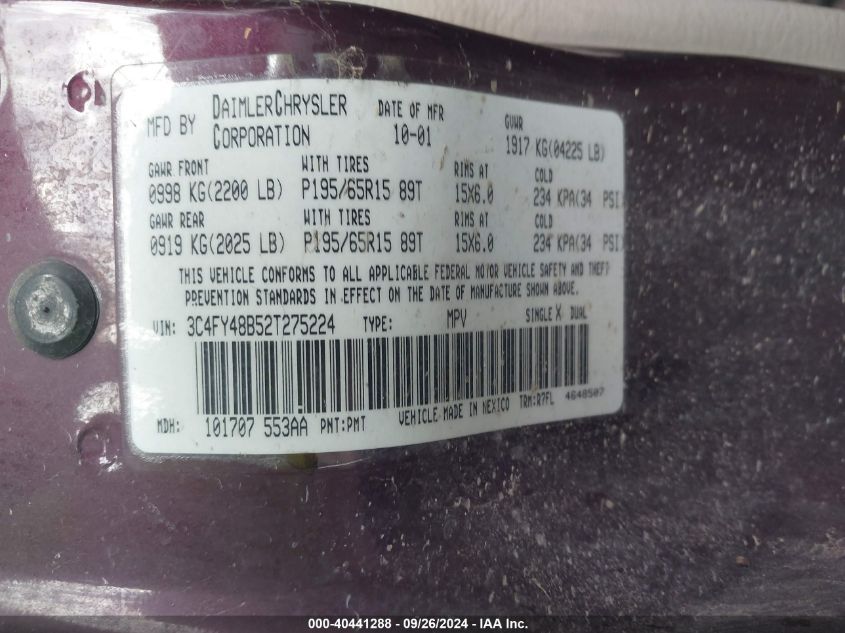 MFD BY DAIMLERCHRYSLER CORPORATION DATE OF MFR 10-01 GVWR 1917 KG(04225 LB)
GAWR FRONT WITH TIRES RIMS AT COLD
0998 KG(2200 LB) P195/65R15 89T 15X6.0 234 KPA(34 PSI)
GAWR REAR WITH TIRES RIMS AT COLD
0919 KG(2025 LB) P195/65R15 89T 15X6.0 234 KPA(34 PSI)
THIS VEHICLE CONFORMS TO ALL APPLICABLE FEDERAL MOTOR VEHICLE SAFETY AND THEFT
PREVENTION STANDARDS IN EFFECT ON THE DATE OF MANUFACTURE SHOWN ABOVE.
VIN: 3C4FY48B52T275224 TYPE: MPV SINGLE X DUAL
MDH: 101707 553AA PNT:PMT VEHICLE MADE IN MEXICO TRM:R7FL 4648507
000-40441288 - 09/26/2024 - IAA Inc.